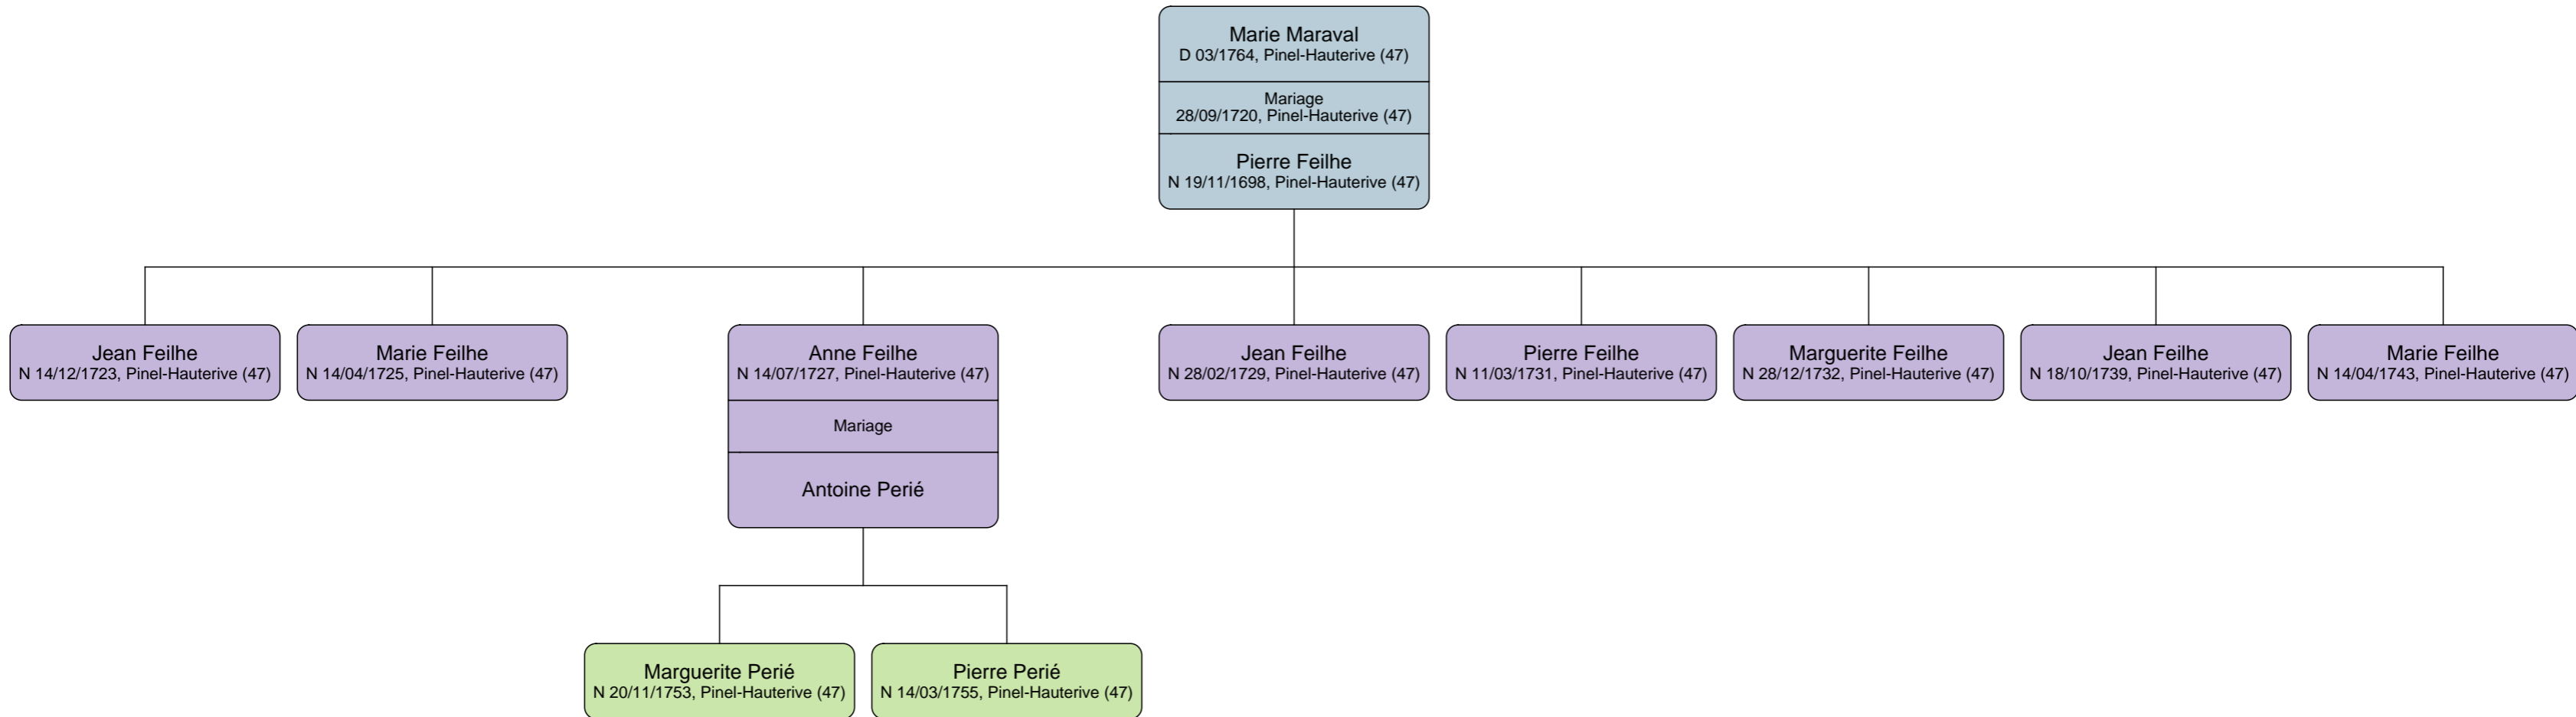 Marie Maraval
D 03/1764, Pinel-Hauterive (47)
Mariage
28/09/1720, Pinel-Hauterive (47)
Pierre Feilhe
N 19/11/1698, Pinel-Hauterive (47)
Jean Feilhe
N 14/12/1723, Pinel-Hauterive (47)
Marie Feilhe
N 14/04/1725, Pinel-Hauterive (47)
Anne Feilhe
N 14/07/1727, Pinel-Hauterive (47)
Mariage
Antoine Perié
Jean Feilhe
N 28/02/1729, Pinel-Hauterive (47)
Pierre Feilhe
N 11/03/1731, Pinel-Hauterive (47)
Marguerite Feilhe
N 28/12/1732, Pinel-Hauterive (47)
Jean Feilhe
N 18/10/1739, Pinel-Hauterive (47)
Marie Feilhe
N 14/04/1743, Pinel-Hauterive (47)
Marguerite Perié
N 20/11/1753, Pinel-Hauterive (47)
Pierre Perié
N 14/03/1755, Pinel-Hauterive (47)